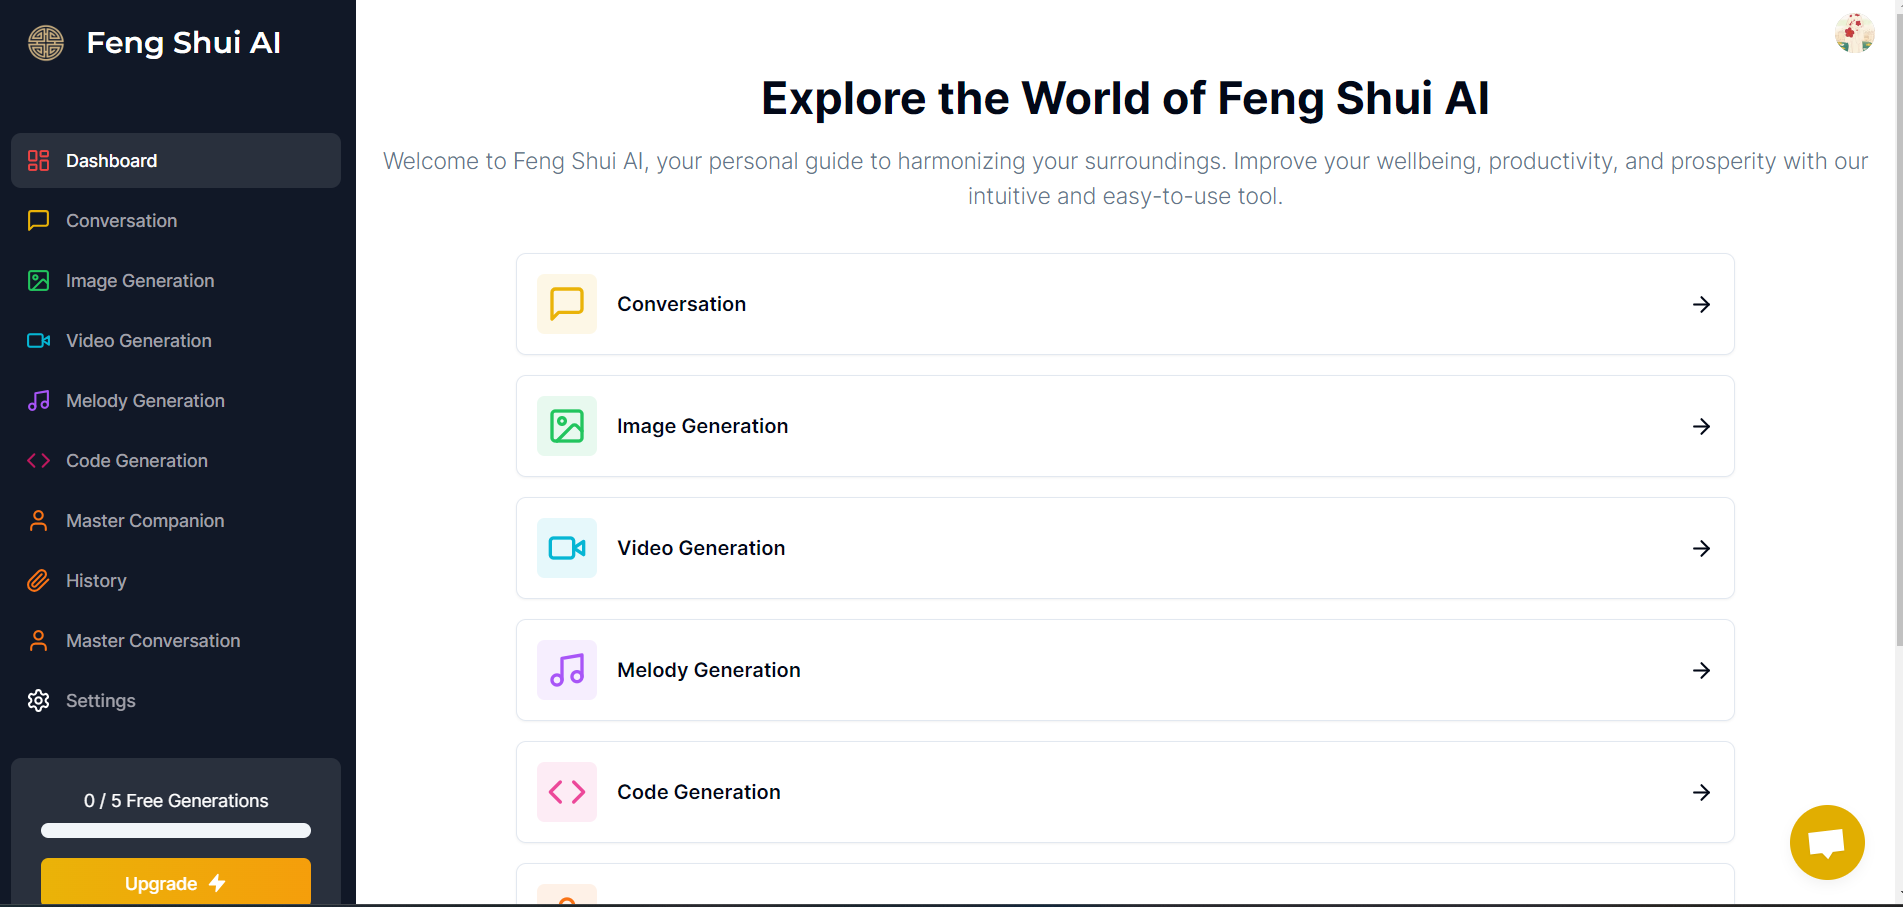 Feng Shui AI
Dashboard
Conversation
Image Generation
Video Generation
Melody Generation
Code Generation
Master Companion
History
Master Conversation
Settings
0 / 5 Free Generations
Upgrade
Explore the World of Feng Shui AI
Welcome to Feng Shui AI, your personal guide to harmonizing your surroundings. Improve your wellbeing, productivity, and prosperity with our
intuitive and easy-to-use tool.
Conversation
Image Generation
Video Generation
Melody Generation
Code Generation